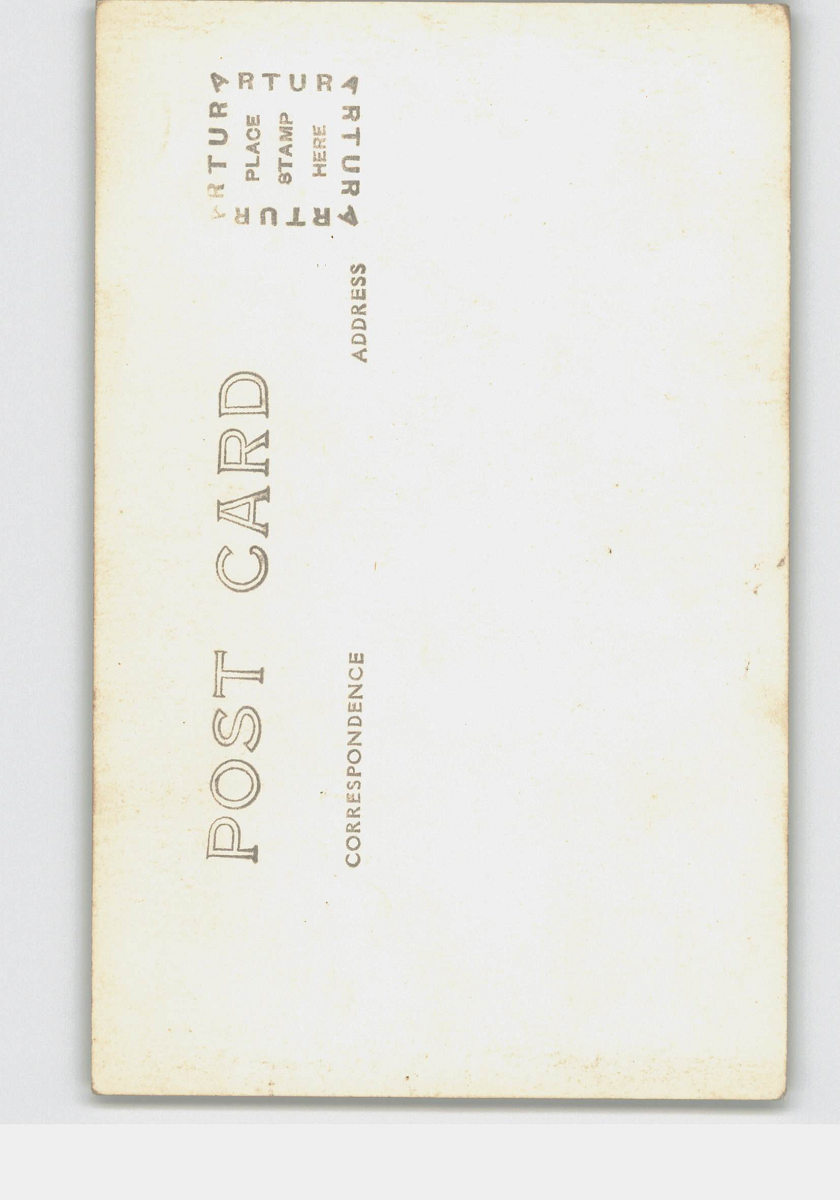 POST CARD
CORRESPONDENCE
ADDRESS
ARTURA
ARTURA
ARTURA
ARTURA
PLACE
STAMP
HERE